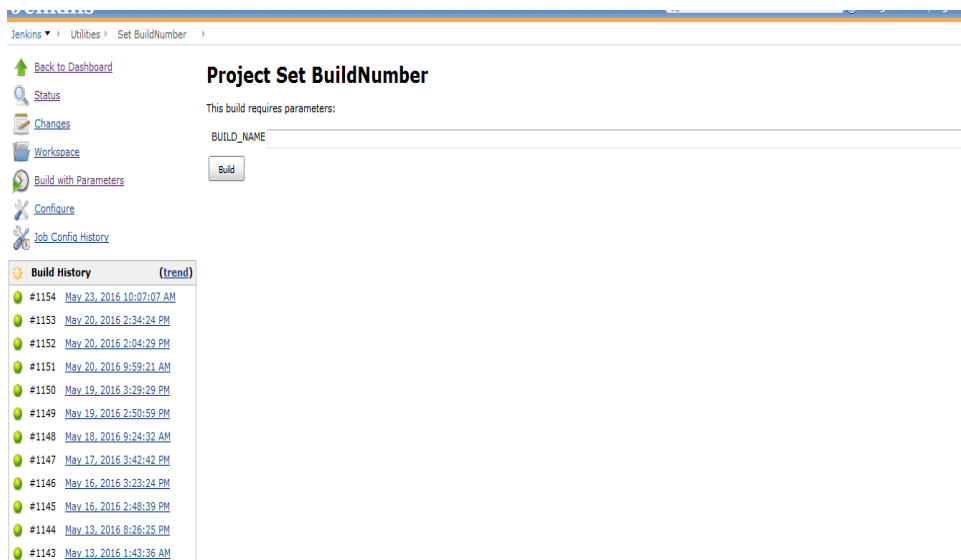 Jenkins
Jenkins Utilities Set BuildNumber
Back to Dashboard
Status
Changes
Workspace
Build with Parameters
Configure
Job Config History
Project Set BuildNumber
This build requires parameters:
BUILD_NAME
Build
Build History (trend)
#1154 May 23, 2016 10:07:07 AM
#1153 May 20, 2016 2:34:24 PM
#1152 May 20, 2016 2:04:29 PM
#1151 May 20, 2016 9:59:21 AM
#1150 May 19, 2016 3:29:29 PM
#1149 May 19, 2016 2:50:59 PM
#1148 May 18, 2016 9:24:32 AM
#1147 May 17, 2016 3:42:42 PM
#1146 May 16, 2016 3:23:24 PM
#1145 May 16, 2016 2:48:39 PM
#1144 May 13, 2016 8:26:25 PM
#1143 May 13, 2016 1:43:36 AM